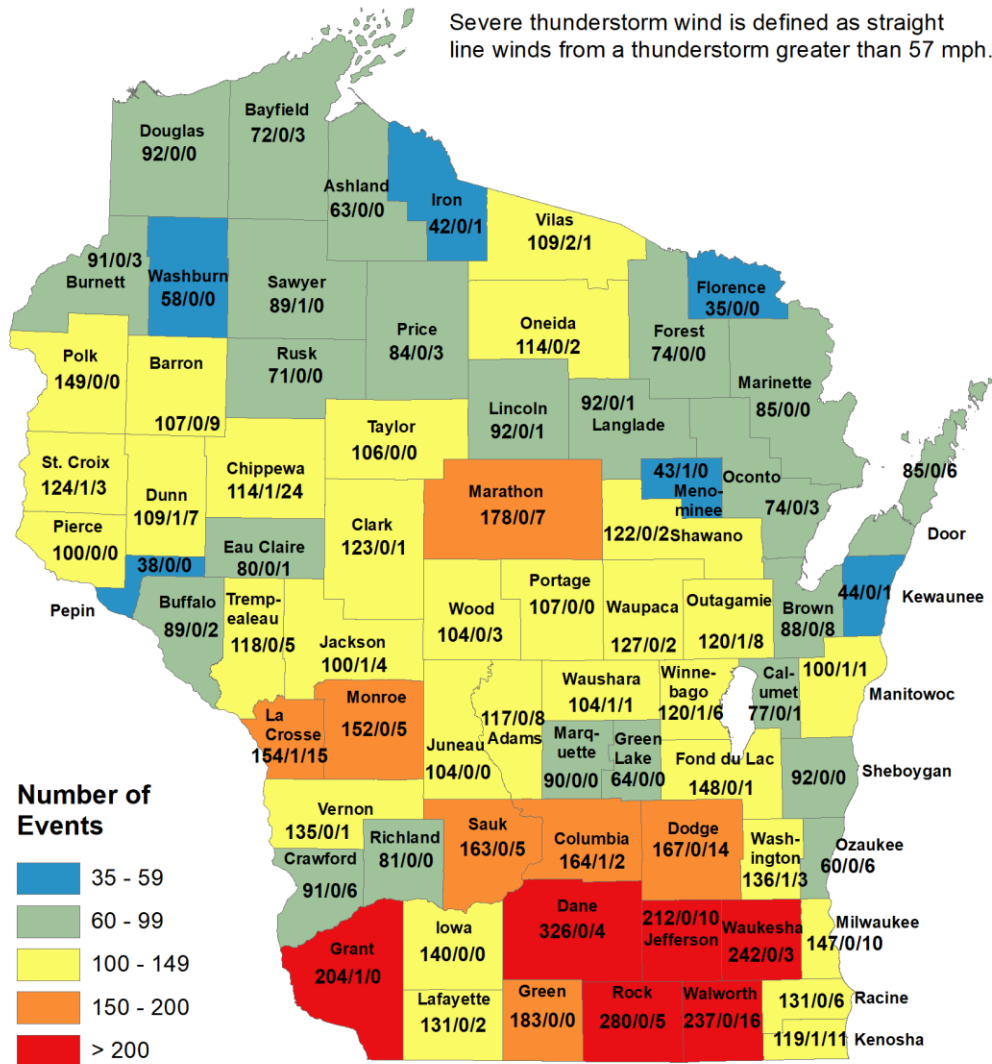 Severe thunderstorm wind is defined as straight
line winds from a thunderstorm greater than 57 mph.
Douglas
92/0/0
Bayfield
72/0/3
Ashland
63/0/0
Iron
42/0/1
Vilas
109/2/1
91/0/3
Burnett
Washburn
58/0/0
Sawyer
89/1/0
Florence
35/0/0
Price
84/0/3
Oneida
114/0/2
Forest
74/0/0
Polk
149/0/0
Barron
107/0/9
Rusk
71/0/0
Marinette
85/0/0
Lincoln
92/0/1
92/0/1
Langlade
Taylor
106/0/0
St. Croix
124/1/3
Dunn
109/1/7
Chippewa
114/1/24
43/1/0
Meno-
minee
Oconto
74/0/3
85/0/6
Door
Marathon
178/0/7
Clark
123/0/1
122/0/2
Shawano
Pierce
100/0/0
Eau Claire
80/0/1
38/0/0
Pepin
Buffalo
89/0/2
Tremp-
ealeau
118/0/5
Jackson
100/1/4
Wood
104/0/3
Portage
107/0/0
Waupaca
127/0/2
Outagamie
120/1/8
Brown
88/0/8
44/0/1
Kewaunee
La
Crosse
154/1/15
Monroe
152/0/5
Juneau
104/0/0
117/0/8
Adams
Waushara
104/1/1
Winne-
bago
120/1/6
Cal-
umet
77/0/1
100/1/1
Manitowoc
Marq-
uette
90/0/0
Green
Lake
64/0/0
Fond du Lac
148/0/1
92/0/0
Sheboygan
Vernon
135/0/1
Richland
81/0/0
Sauk
163/0/5
Columbia
164/1/2
Dodge
167/0/14
Wash-
ington
136/1/3
Ozaukee
60/0/6
Crawford
91/0/6
Grant
204/1/0
Iowa
140/0/0
Dane
326/0/4
212/0/10
Jefferson
Waukesha
242/0/3
Milwaukee
147/0/10
Lafayette
131/0/2
Green
183/0/0
Rock
280/0/5
Walworth
237/0/16
131/0/6
Racine
119/1/11
Kenosha
Number of
Events
35 - 59
60 - 99
100 - 149
150 - 200
> 200